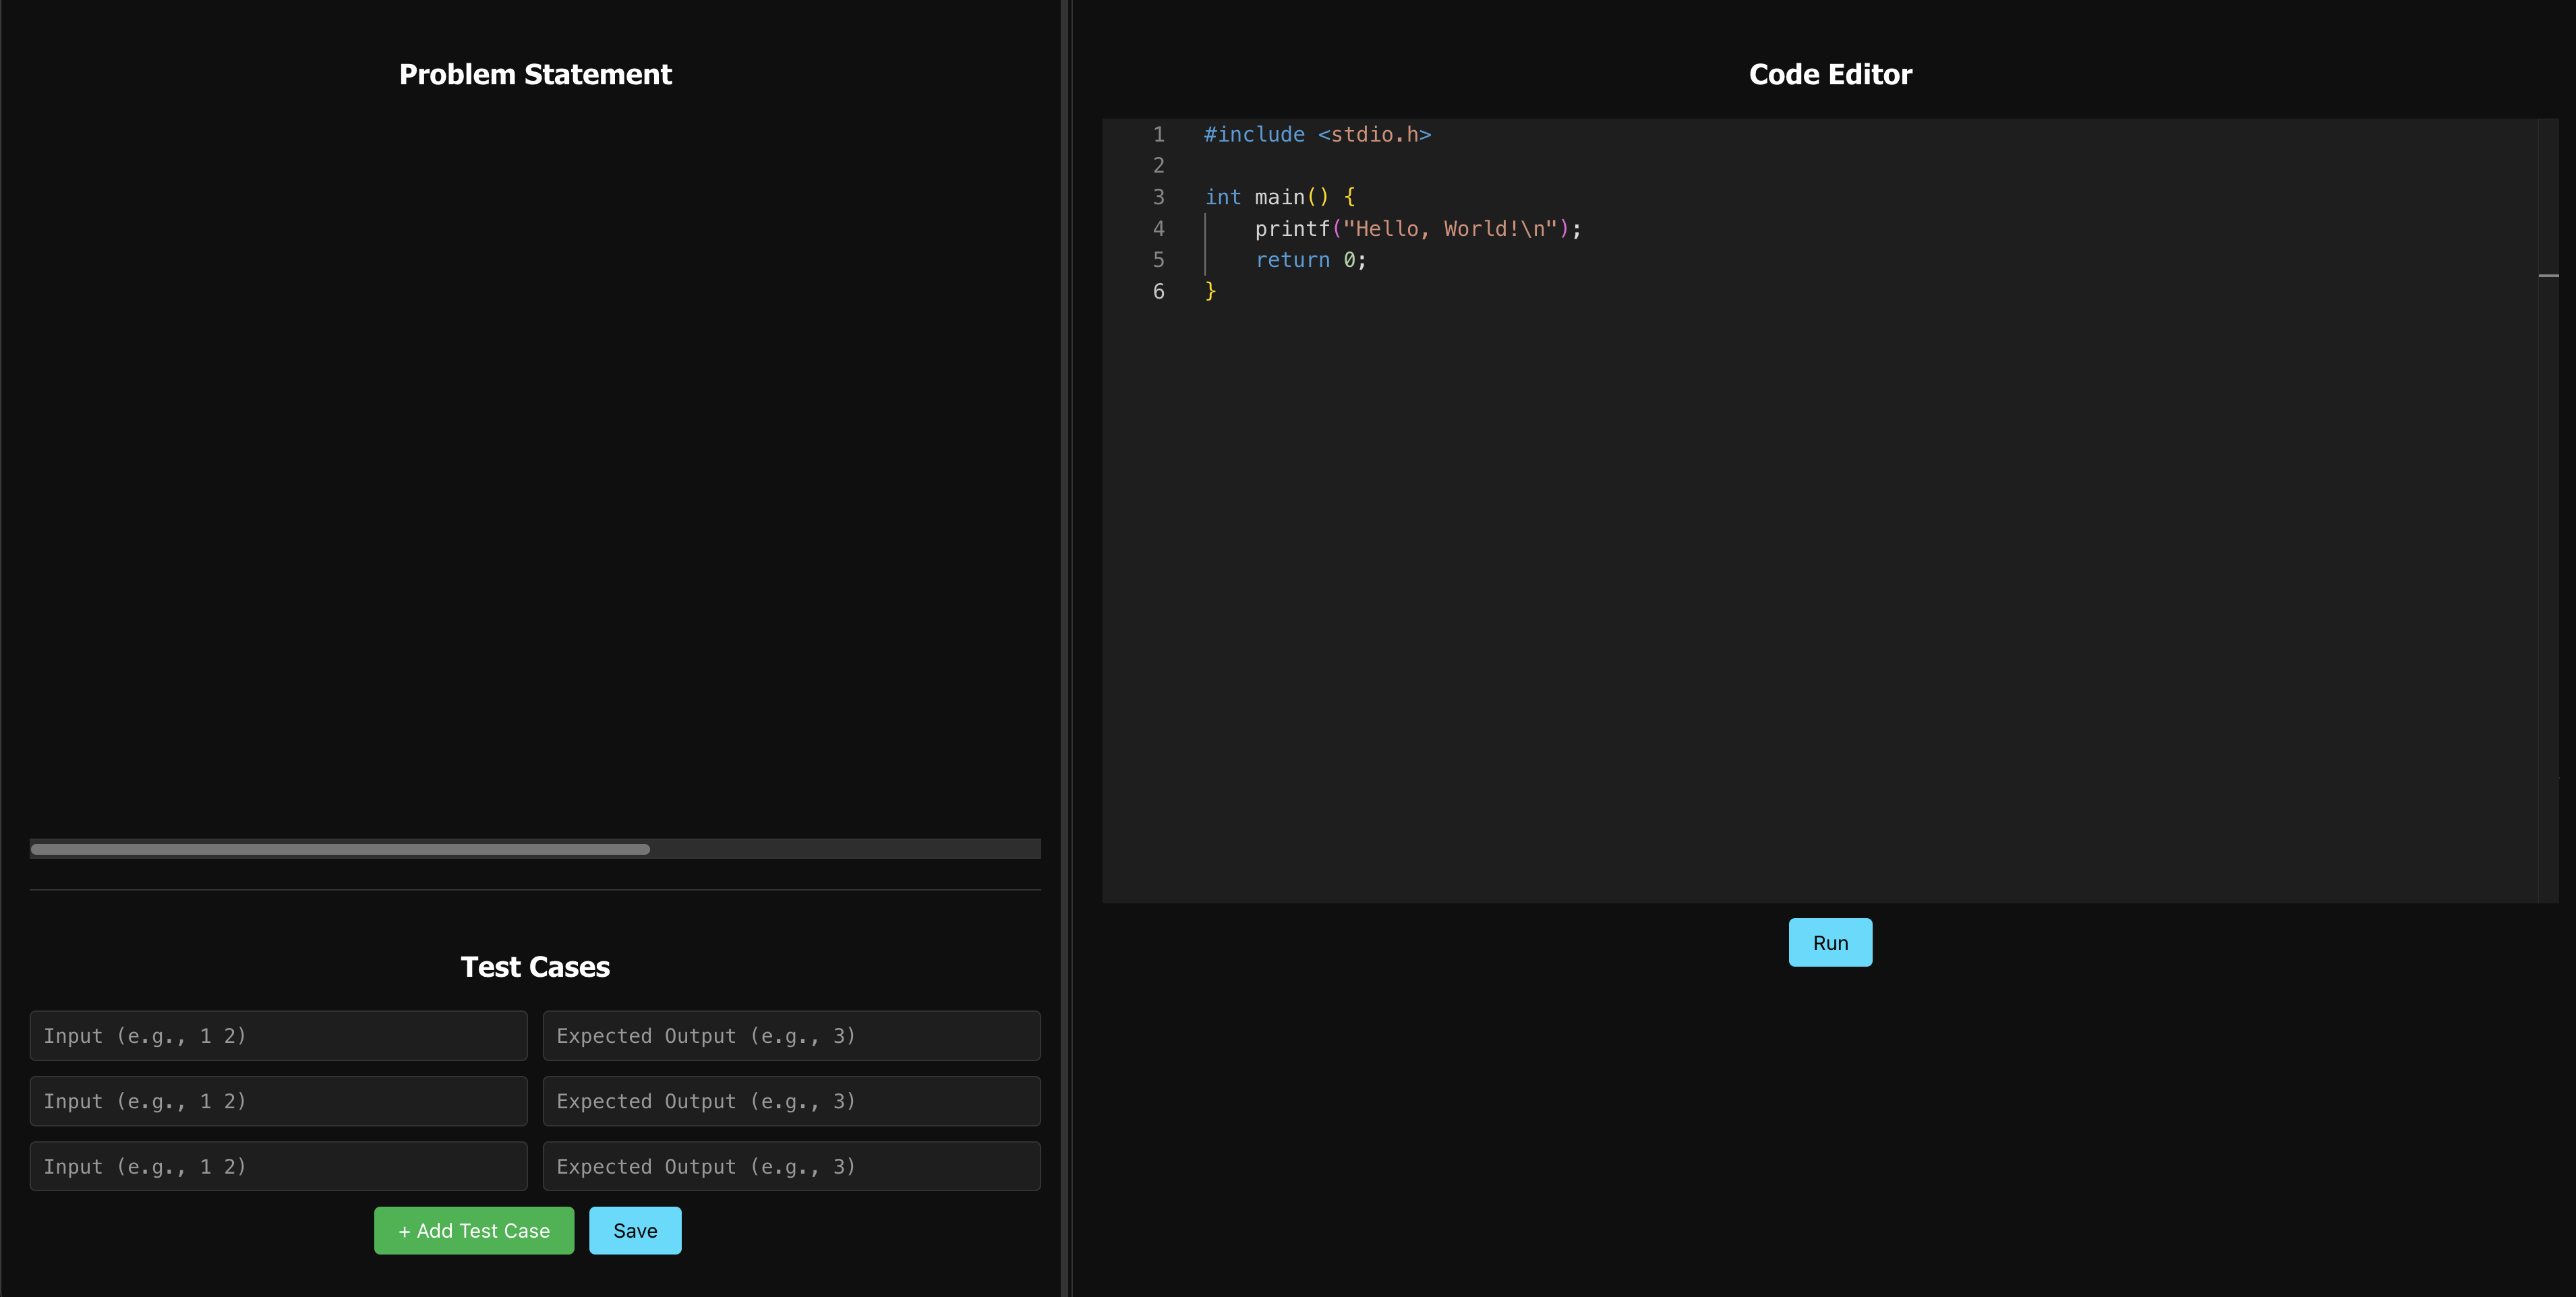 Problem Statement
Test Cases
Input (e.g., 1 2)
Expected Output (e.g., 3)
Input (e.g., 1 2)
Expected Output (e.g., 3)
Input (e.g., 1 2)
Expected Output (e.g., 3)
+ Add Test Case
Save
Code Editor
1 #include <stdio.h>
2
3 int main() {
4     printf("Hello, World!\n");
5     return 0;
6 }
Run